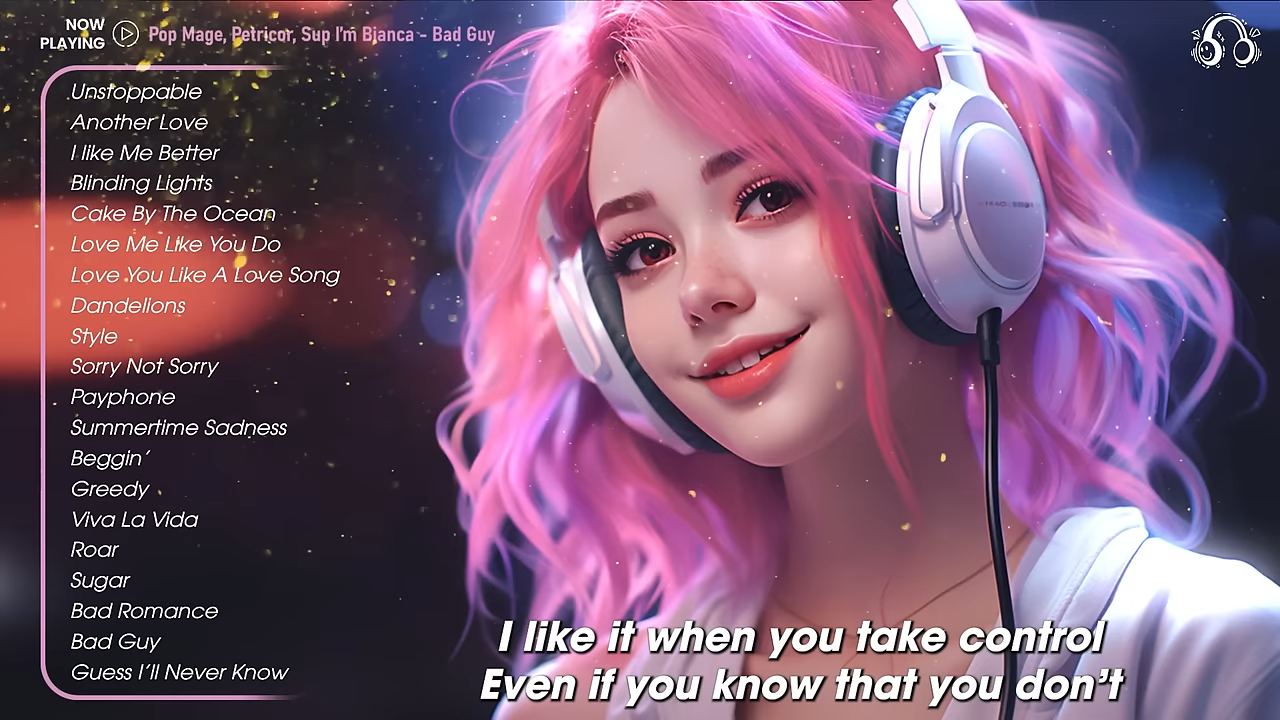 NOW
PLAYING
Pop Mage, Petricor, Sup I'm Bianca - Bad Guy
Unstoppable
Another Love
I like Me Better
Blinding Lights
Cake By The Ocean
Love Me Like You Do
Love You Like A Love Song
Dandelions
Style
Sorry Not Sorry
Payphone
Summertime Sadness
Beggin'
Greedy
Viva La Vida
Roar
Sugar
Bad Romance
Bad Guy
Guess I'll Never Know
I like it when you take control
Even if you know that you don't